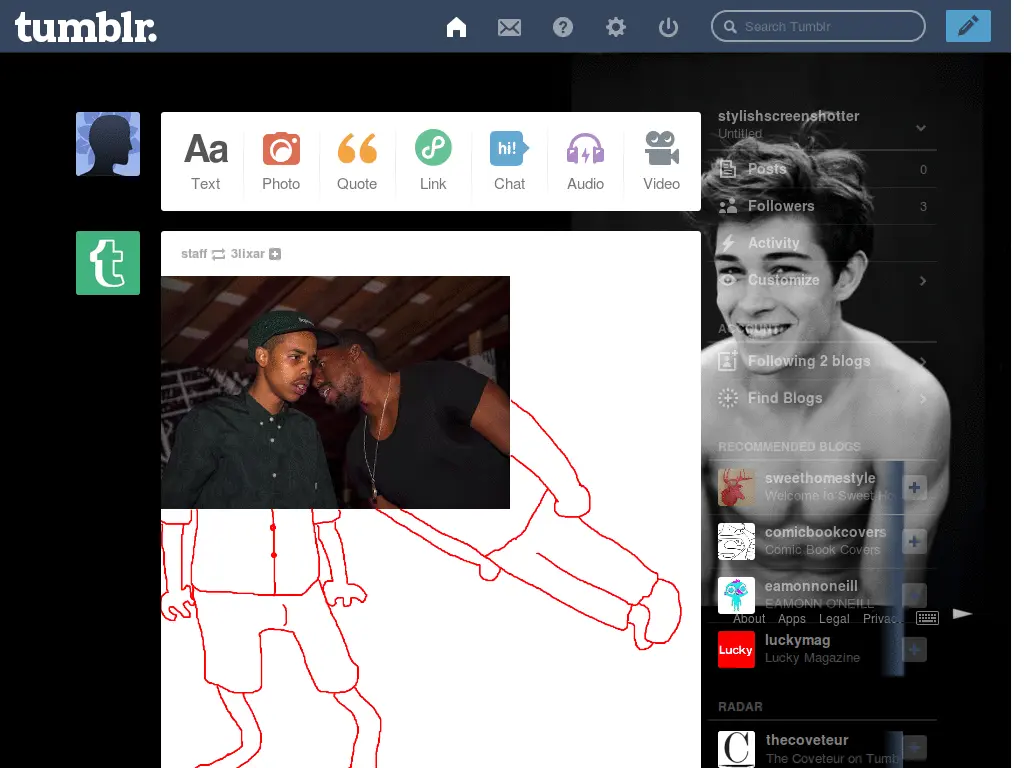 tumblr.
Search Tumblr
Aa
hi!
Text
Photo
Quote
Link
Chat
Audio
Video
staff 3lixar
stylishscreenshotter
Untitled
Posts 0
Followers 3
Activity
Customize
ACCOUNT
Following 2 blogs
Find Blogs
RECOMMENDED BLOGS
sweethomestyle
Welcome to Sweet Ho
comicbookcovers
Comic Book Covers
eamonnoneill
EAMONN O'NEILL
About Apps Legal Privac
Lucky
luckymag
Lucky Magazine
RADAR
C
thecoveteur
The Coveteur on Tumb